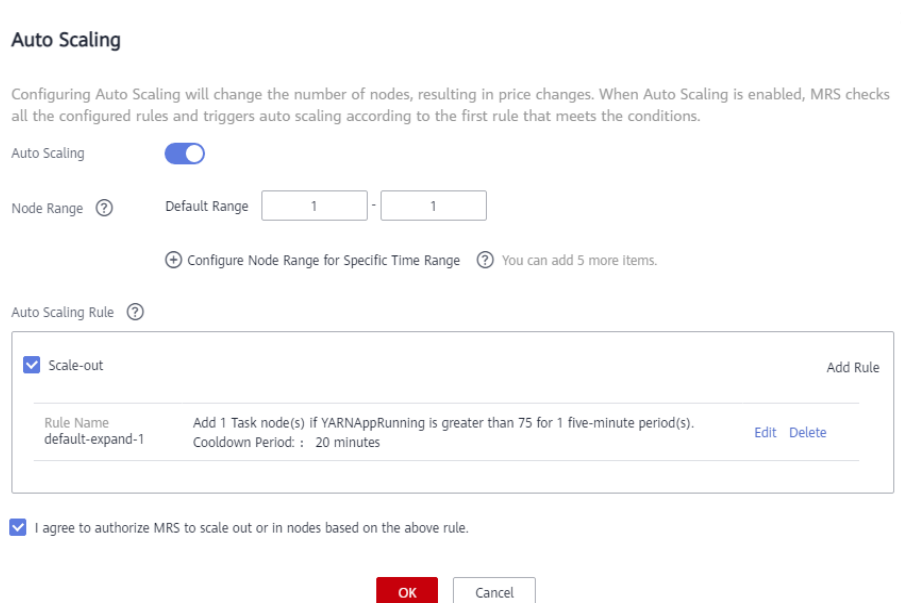 Auto Scaling
Configuring Auto Scaling will change the number of nodes, resulting in price changes. When Auto Scaling is enabled, MRS checks
all the configured rules and triggers auto scaling according to the first rule that meets the conditions.
Auto Scaling
Node Range ? Default Range 1 - 1
Configure Node Range for Specific Time Range ? You can add 5 more items.
Auto Scaling Rule ?
Scale-out Add Rule
Rule Name Add 1 Task node(s) if YARNAppRunning is greater than 75 for 1 five-minute period(s). Edit Delete
default-expand-1 Cooldown Period: : 20 minutes
I agree to authorize MRS to scale out or in nodes based on the above rule.
OK Cancel